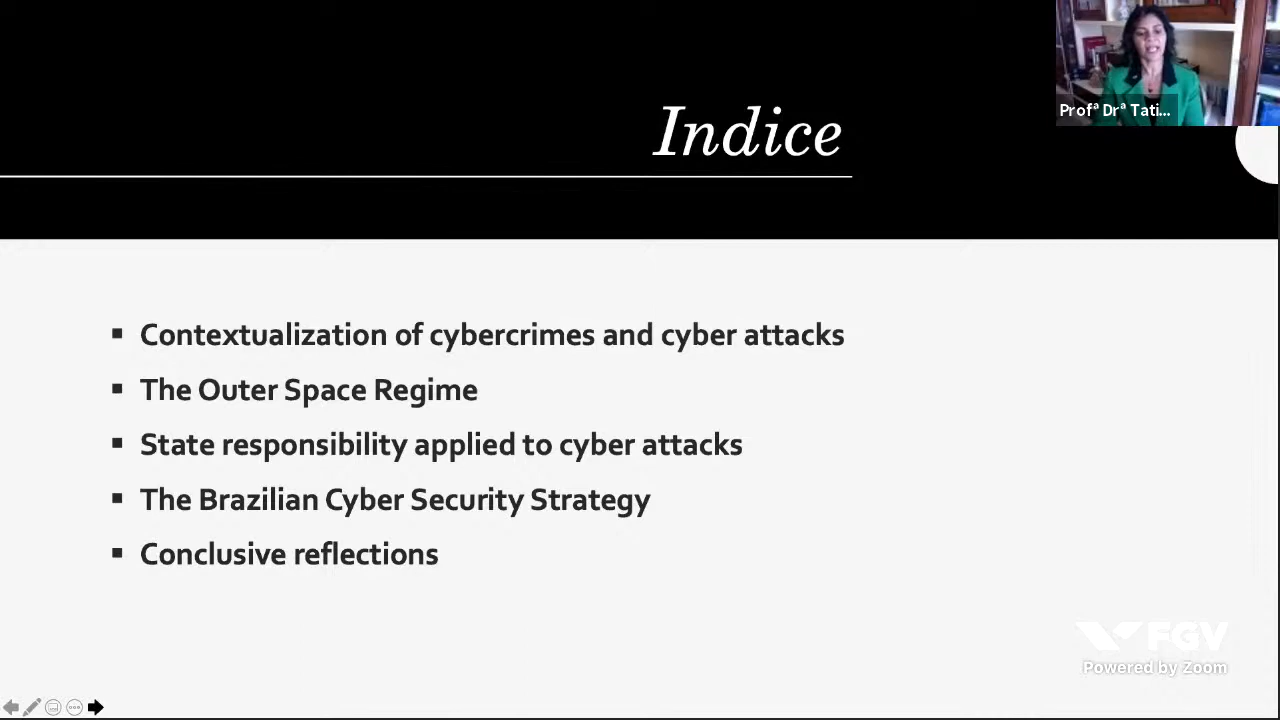 Profª Drª Tati...
Indice
Contextualization of cybercrimes and cyber attacks
The Outer Space Regime
State responsibility applied to cyber attacks
The Brazilian Cyber Security Strategy
Conclusive reflections
FGV
Powered by Zoom